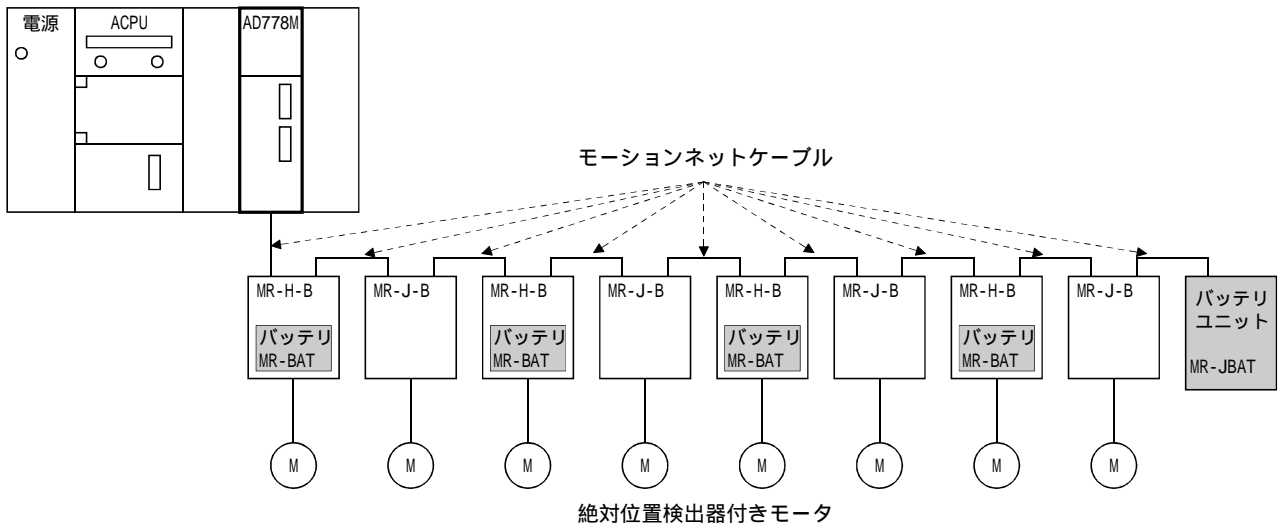 電源
ACPU
AD778M
モーションネットケーブル
MR-H-B
バッテリ
MR-BAT
MR-J-B
MR-H-B
バッテリ
MR-BAT
MR-J-B
MR-H-B
バッテリ
MR-BAT
MR-J-B
MR-H-B
バッテリ
MR-BAT
MR-J-B
バッテリ
ユニット
MR-JBAT
M
M
M
M
M
M
M
M
絶対位置検出器付きモータ